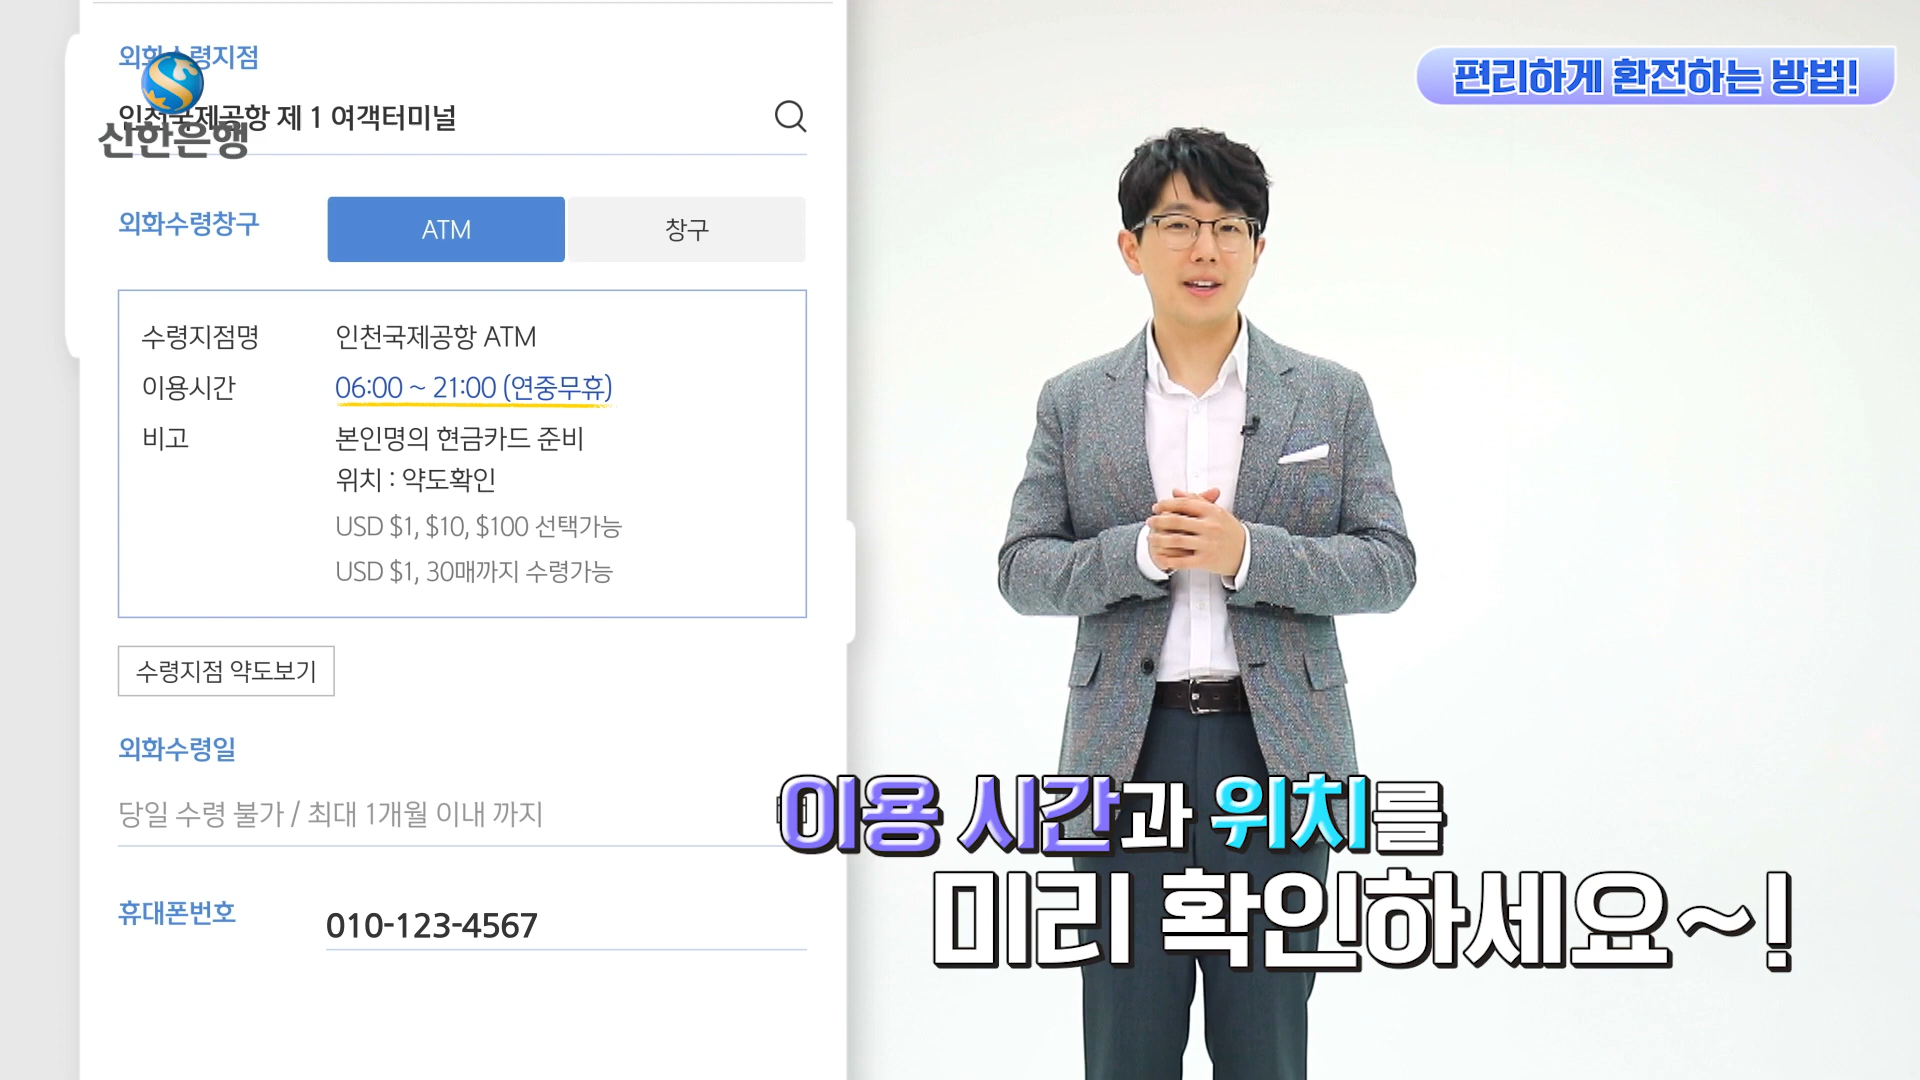 외화수령지점
인천국제공항 제 1 여객터미널
신한은행
외화수령창구
ATM
창구
수령지점명
인천국제공항 ATM
이용시간
06:00 ~ 21:00 (연중무휴)
비고
본인명의 현금카드 준비
위치 : 약도확인
USD $1, $10, $100 선택가능
USD $1, 30매까지 수령가능
수령지점 약도보기
외화수령일
당일 수령 불가 / 최대 1개월 이내 까지
휴대폰번호
010-123-4567
편리하게 환전하는 방법!
이용 시간과 위치를
미리 확인하세요~!